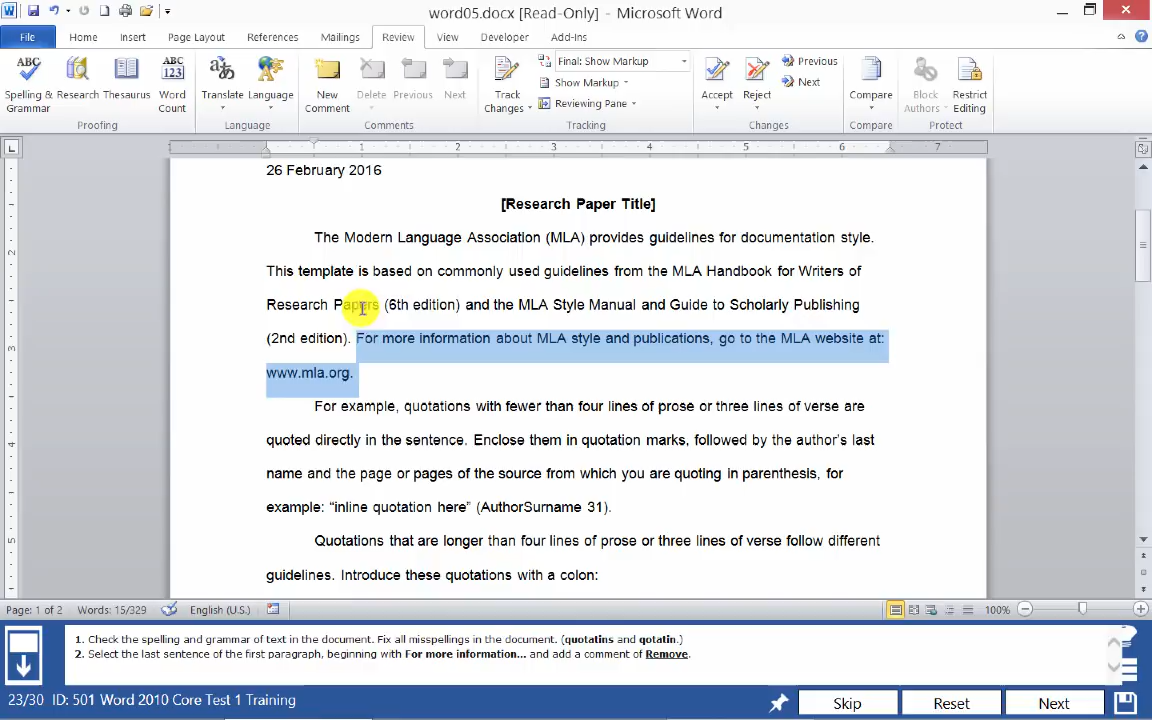 word05.docx [Read-Only] - Microsoft Word
File Home Insert Page Layout References Mailings Review View Developer Add-Ins
Spelling & Grammar Research Thesaurus Word Count Translate Language New Comment Delete Previous Next Track Changes Final: Show Markup Show Markup Reviewing Pane Accept Reject Previous Next Compare Block Authors Restrict Editing
Proofing Language Comments Tracking Changes Compare Protect
1 2 3 4 5 6 7
26 February 2016
[Research Paper Title]
The Modern Language Association (MLA) provides guidelines for documentation style.
This template is based on commonly used guidelines from the MLA Handbook for Writers of
Research Papers (6th edition) and the MLA Style Manual and Guide to Scholarly Publishing
(2nd edition). For more information about MLA style and publications, go to the MLA website at:
www.mla.org.
For example, quotations with fewer than four lines of prose or three lines of verse are
quoted directly in the sentence. Enclose them in quotation marks, followed by the author’s last
name and the page or pages of the source from which you are quoting in parenthesis, for
example: “inline quotation here” (AuthorSurname 31).
Quotations that are longer than four lines of prose or three lines of verse follow different
guidelines. Introduce these quotations with a colon:
Page: 1 of 2 Words: 15/329 English (U.S.) 100%
1. Check the spelling and grammar of text in the document. Fix all misspellings in the document. (quotatins and qotatin.)
2. Select the last sentence of the first paragraph, beginning with For more information... and add a comment of Remove.
23/30 ID: 501 Word 2010 Core Test 1 Training Skip Reset Next